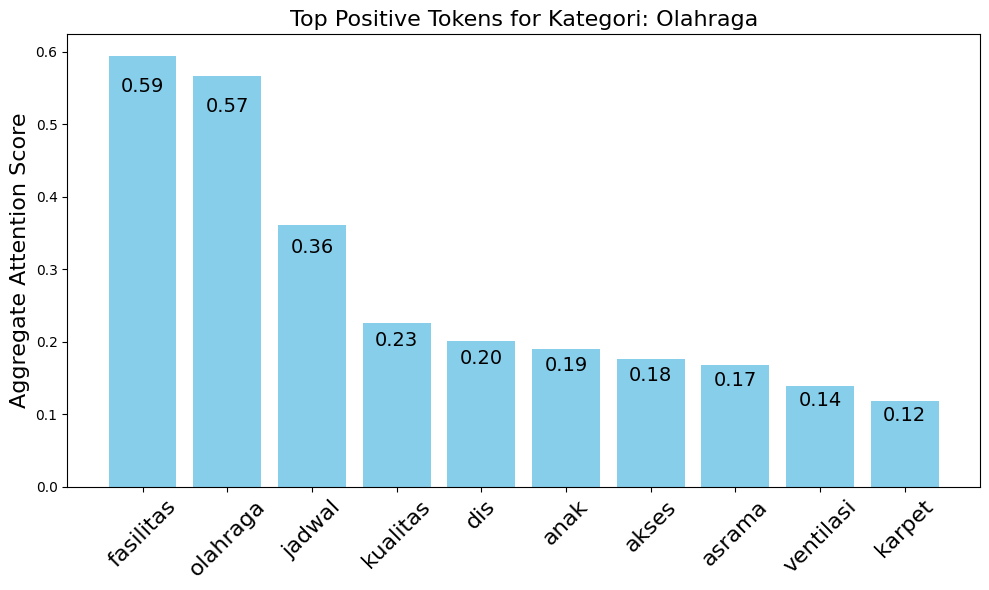 Top Positive Tokens for Kategori: Olahraga
Aggregate Attention Score
0.6
0.5
0.4
0.3
0.2
0.1
0.0
0.59
0.57
0.36
0.23
0.20
0.19
0.18
0.17
0.14
0.12
fasilitas
olahraga
jadwal
kualitas
dis
anak
akses
asrama
ventilasi
karpet